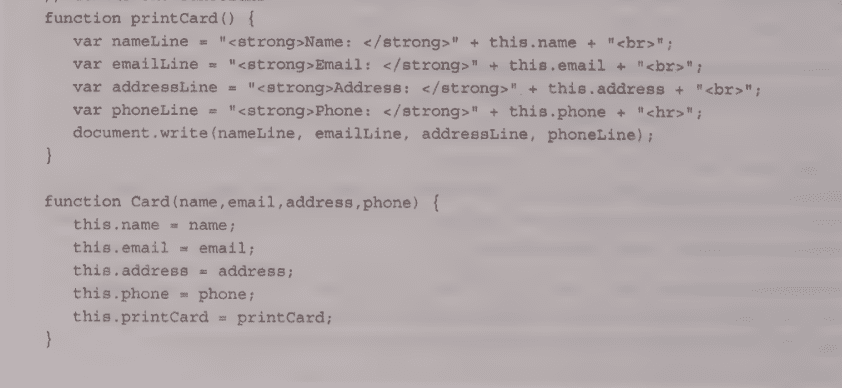 function printCard() {
var nameLine = "<strong>Name: </strong>" + this.name + "<br>";
var emailLine = "<strong>Email: </strong>" + this.email + "<br>";
var addressLine = "<strong>Address: </strong>" + this.address + "<br>";
var phoneLine = "<strong>Phone: </strong>" + this.phone + "<hr>";
document.write(nameLine, emailLine, addressLine, phoneLine);
}
function Card(name,email,address,phone) {
this.name = name;
this.email = email;
this.address = address;
this.phone = phone;
this.printCard = printCard;
}